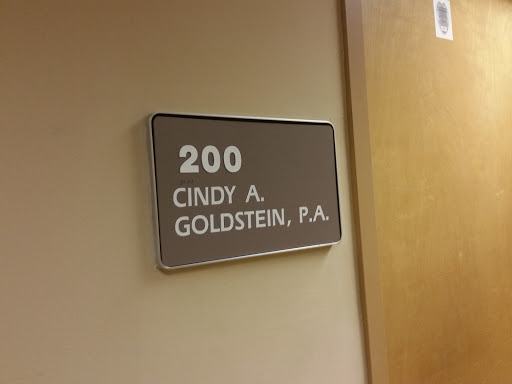 200
CINDY A.
GOLDSTEIN, P.A.